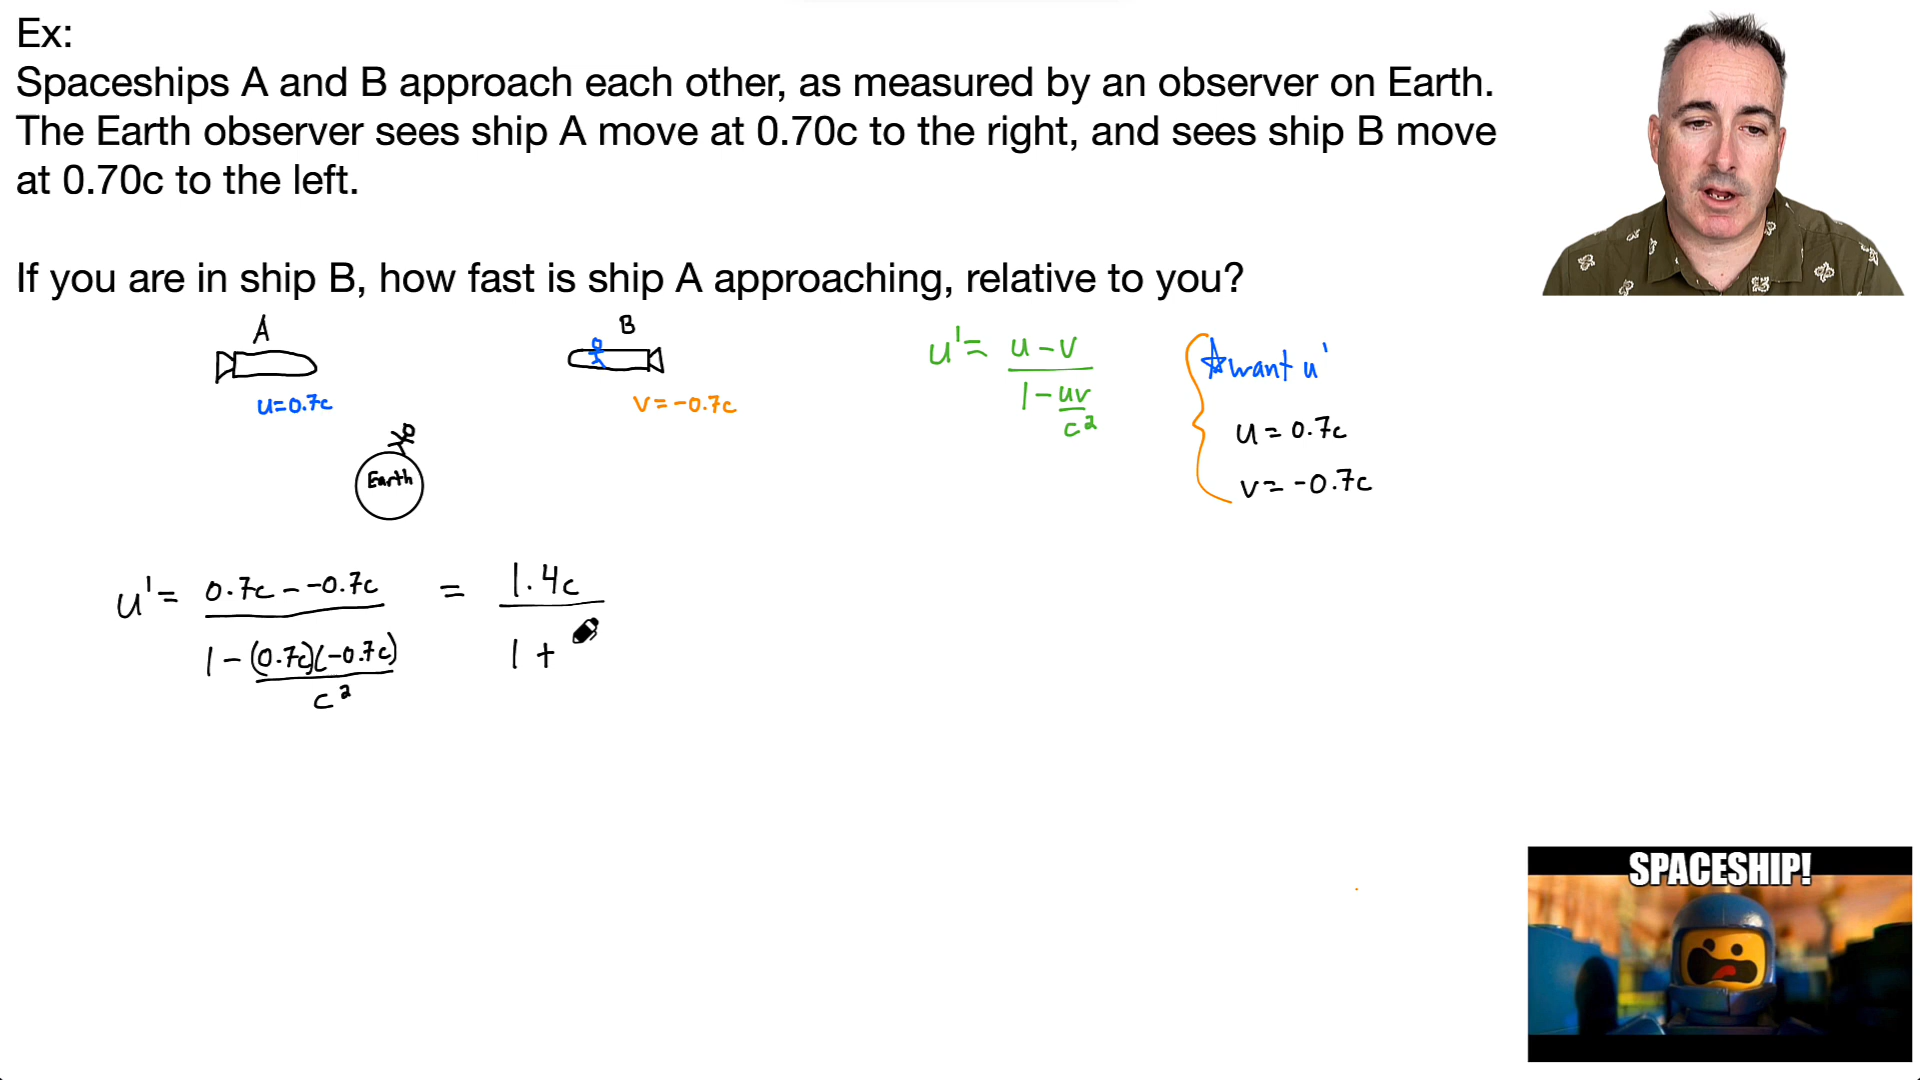 Ex:
Spaceships A and B approach each other, as measured by an observer on Earth.
The Earth observer sees ship A move at 0.70c to the right, and sees ship B move
at 0.70c to the left.
If you are in ship B, how fast is ship A approaching, relative to you?
A
B
u=0.7c
v=-0.7c
Earth
u' = u-v / 1 - uv/c²
☆want u'
u = 0.7c
v= -0.7c
u' = 0.7c - -0.7c / 1 - (0.7c)(-0.7c)/c² = 1.4c / 1 +
SPACESHIP!